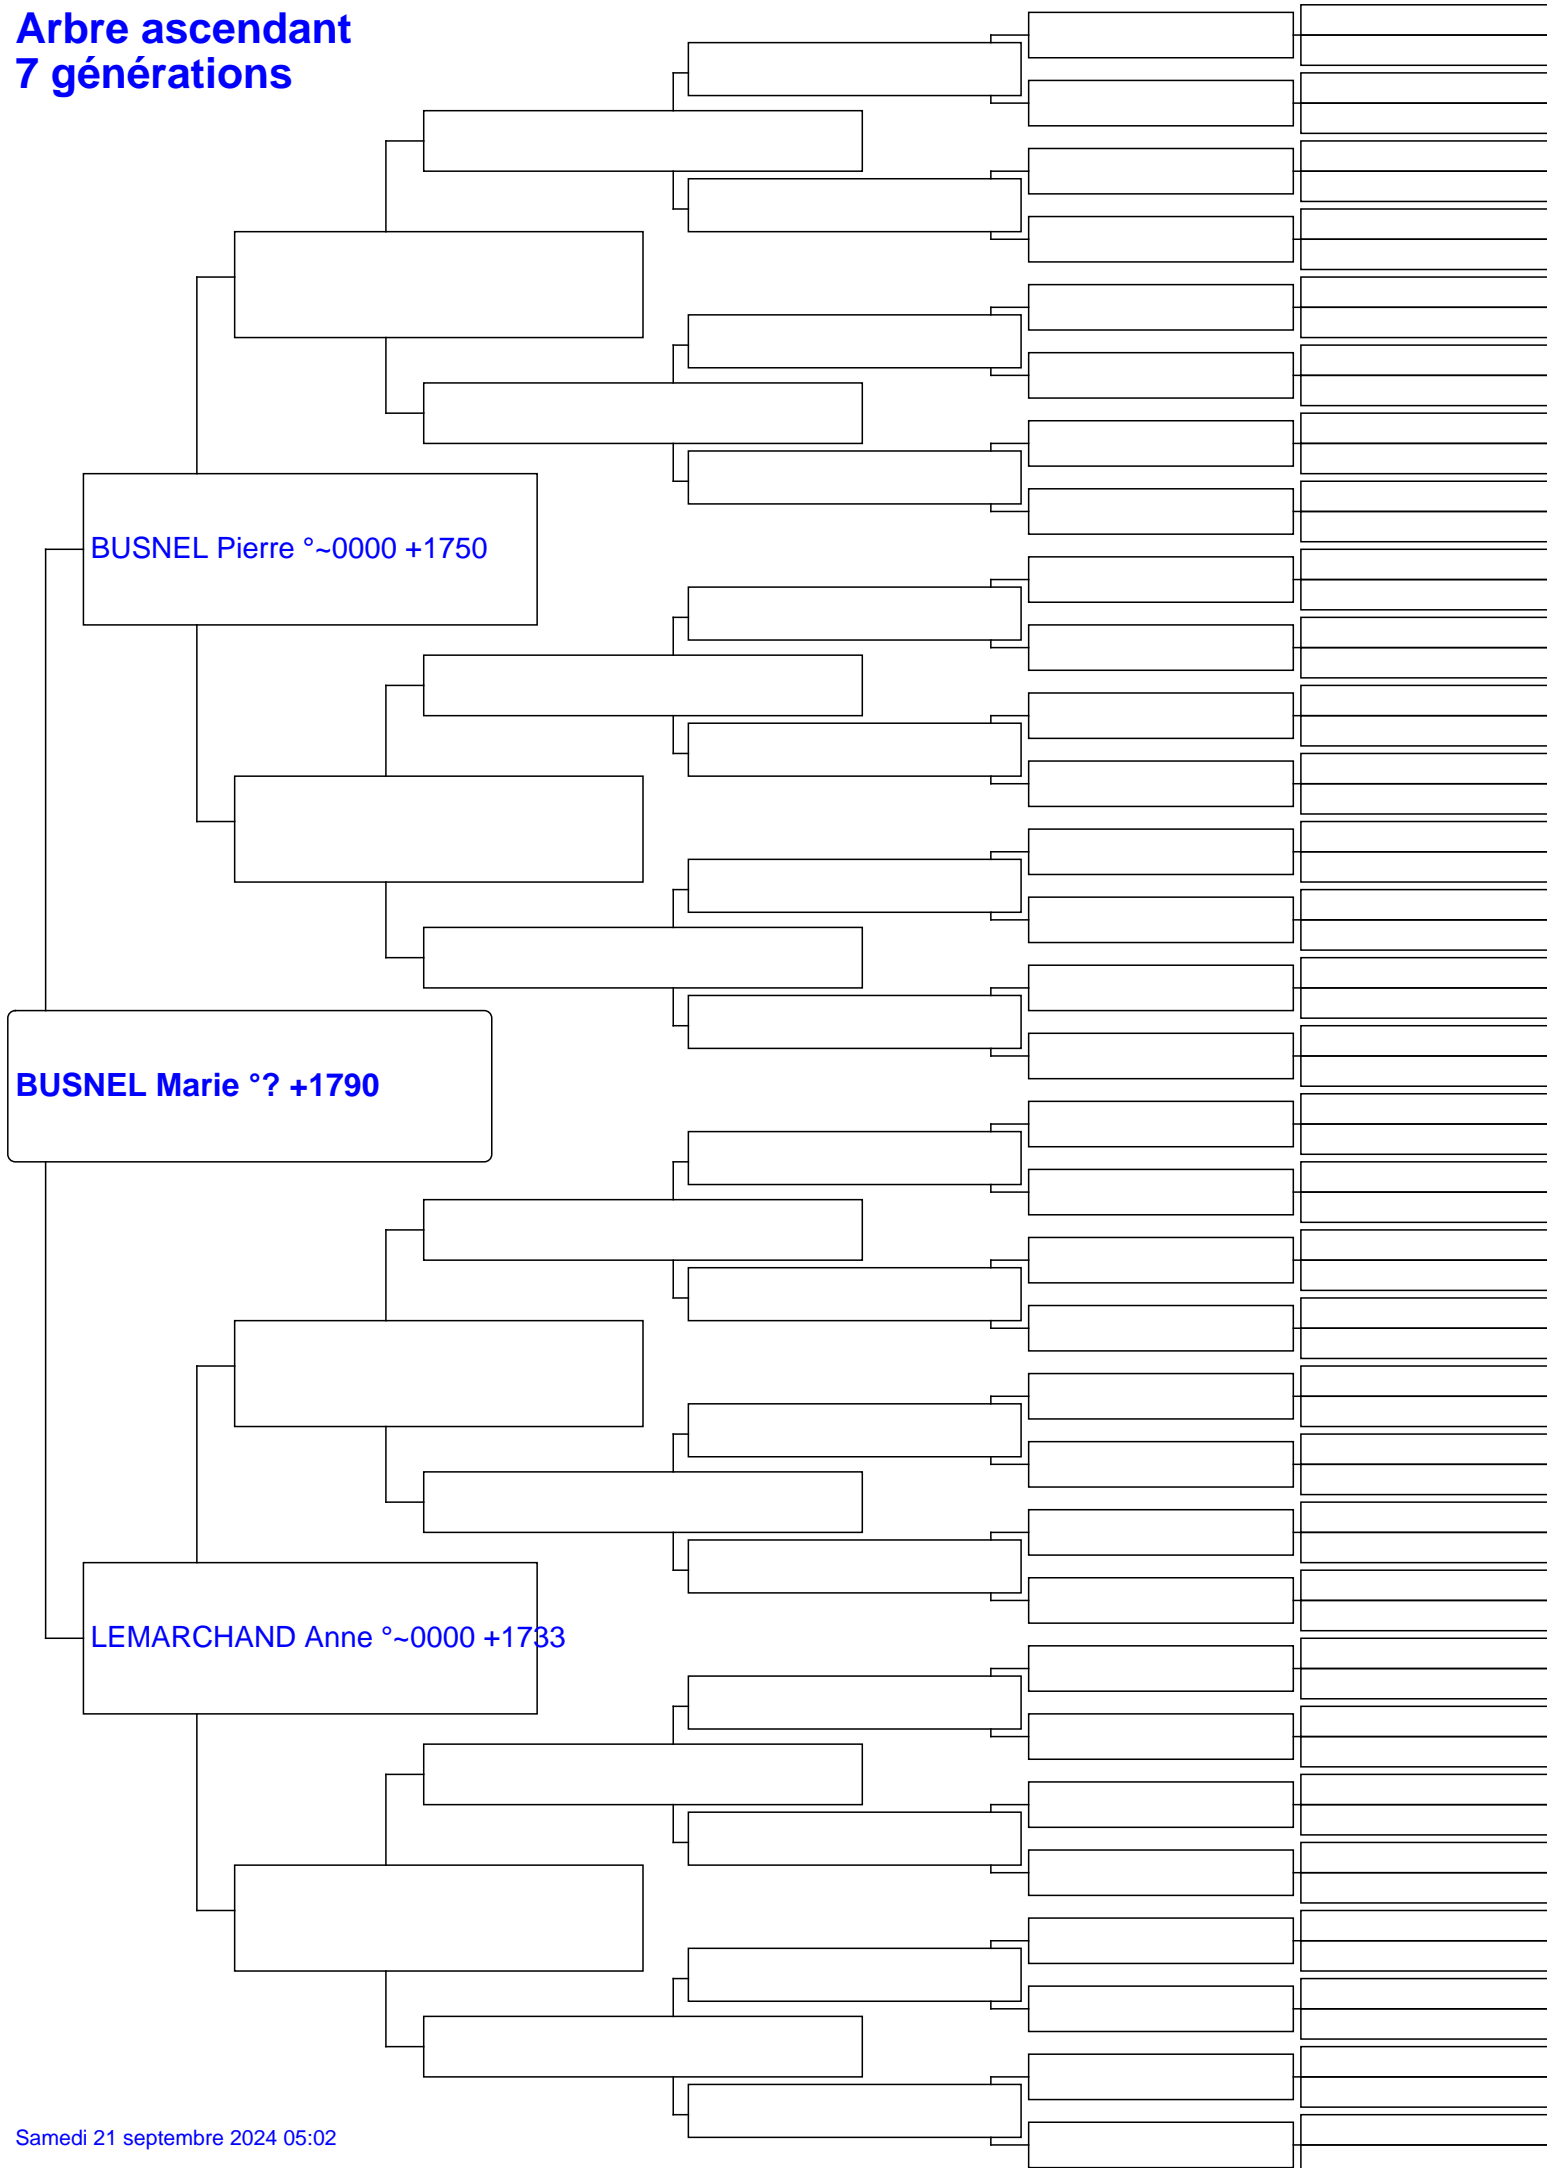 Arbre ascendant
7 générations
BUSNEL Pierre °~0000 +1750
BUSNEL Marie °? +1790
LEMARCHAND Anne °~0000 +1733
Samedi 21 septembre 2024 05:02